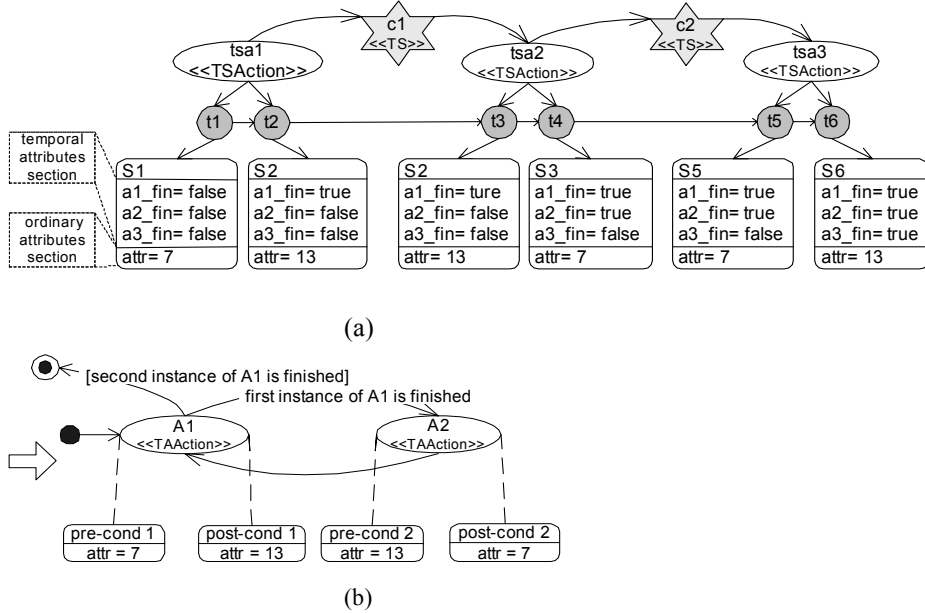 c1
<<TS>>
c2
<<TS>>
tsa1
<<TSAction>>
tsa2
<<TSAction>>
tsa3
<<TSAction>>
t1
t2
t3
t4
t5
t6
temporal
attributes
section
ordinary
attributes
section
S1
a1_fin= false
a2_fin= false
a3_fin= false
attr= 7
S2
a1_fin= true
a2_fin= false
a3_fin= false
attr= 13
S2
a1_fin= ture
a2_fin= false
a3_fin= false
attr= 13
S3
a1_fin= true
a2_fin= true
a3_fin= false
attr= 7
S5
a1_fin= true
a2_fin= true
a3_fin= false
attr= 7
S6
a1_fin= true
a2_fin= true
a3_fin= true
attr= 13
(a)
[second instance of A1 is finished]
first instance of A1 is finished
A1
<<TAAction>>
A2
<<TAAction>>
pre-cond 1
attr = 7
post-cond 1
attr = 13
pre-cond 2
attr = 13
post-cond 2
attr = 7
(b)